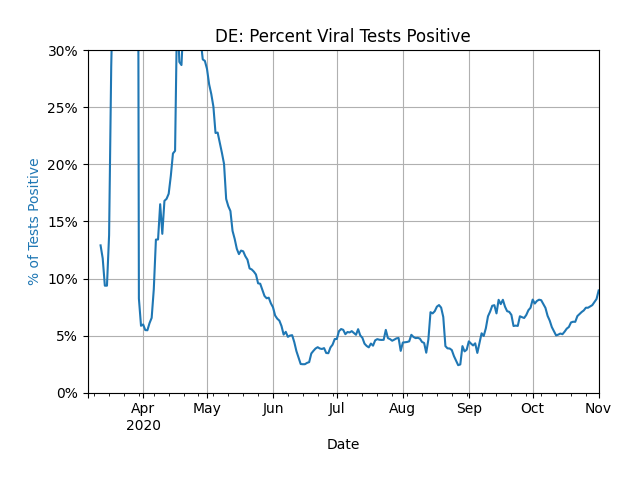 DE: Percent Viral Tests Positive
30%
25%
20%
15%
10%
5%
0%
% of Tests Positive
Apr May Jun Jul Aug Sep Oct Nov
2020
Date